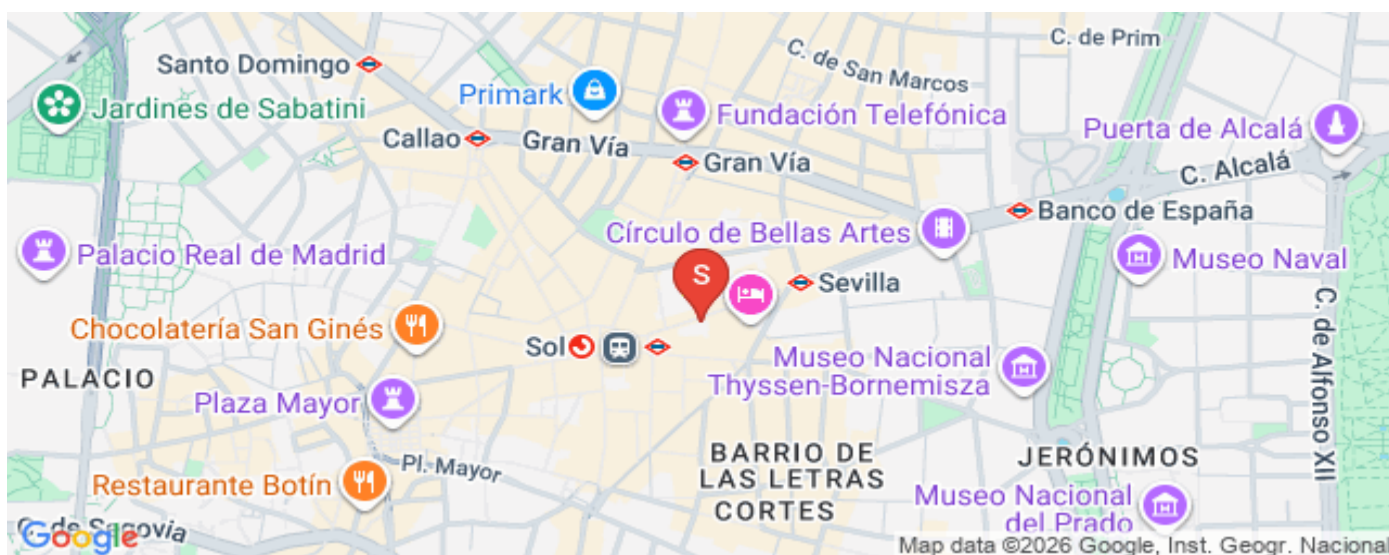 C. de Prim
Santo Domingo
C. de San Marcos
Primark
Jardines de Sabatini
Fundación Telefónica
Puerta de Alcalá
Callao
Gran Vía
Gran Vía
C. Alcalá
Banco de España
Círculo de Bellas Artes
Palacio Real de Madrid
Museo Naval
S
Sevilla
Chocolatería San Ginés
Sol
C. de Alfonso XII
Museo Nacional
Thyssen-Bornemisza
PALACIO
Plaza Mayor
BARRIO DE
LAS LETRAS
CORTES
JERÓNIMOS
Pl. Mayor
Restaurante Botín
Museo Nacional
del Prado
C. de Segovia
Google
Map data ©2026 Google, Inst. Geogr. Nacional